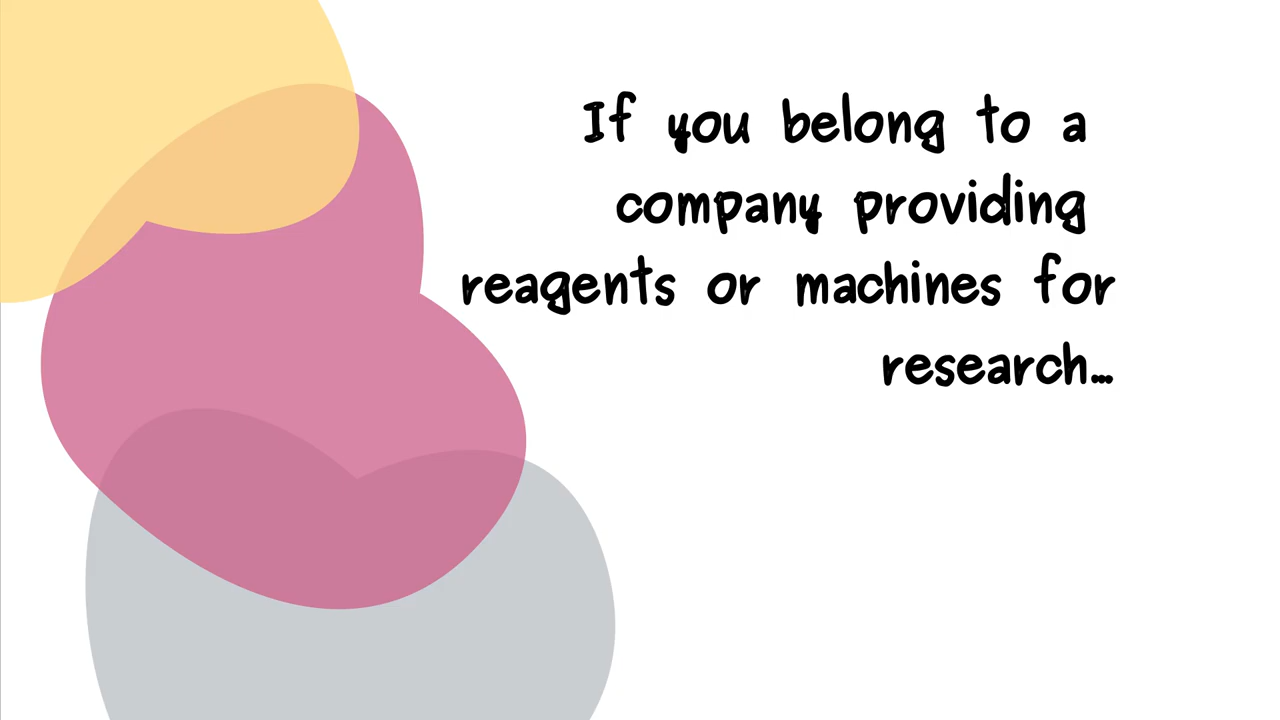 If you belong to a
company providing
reagents or machines for
research...